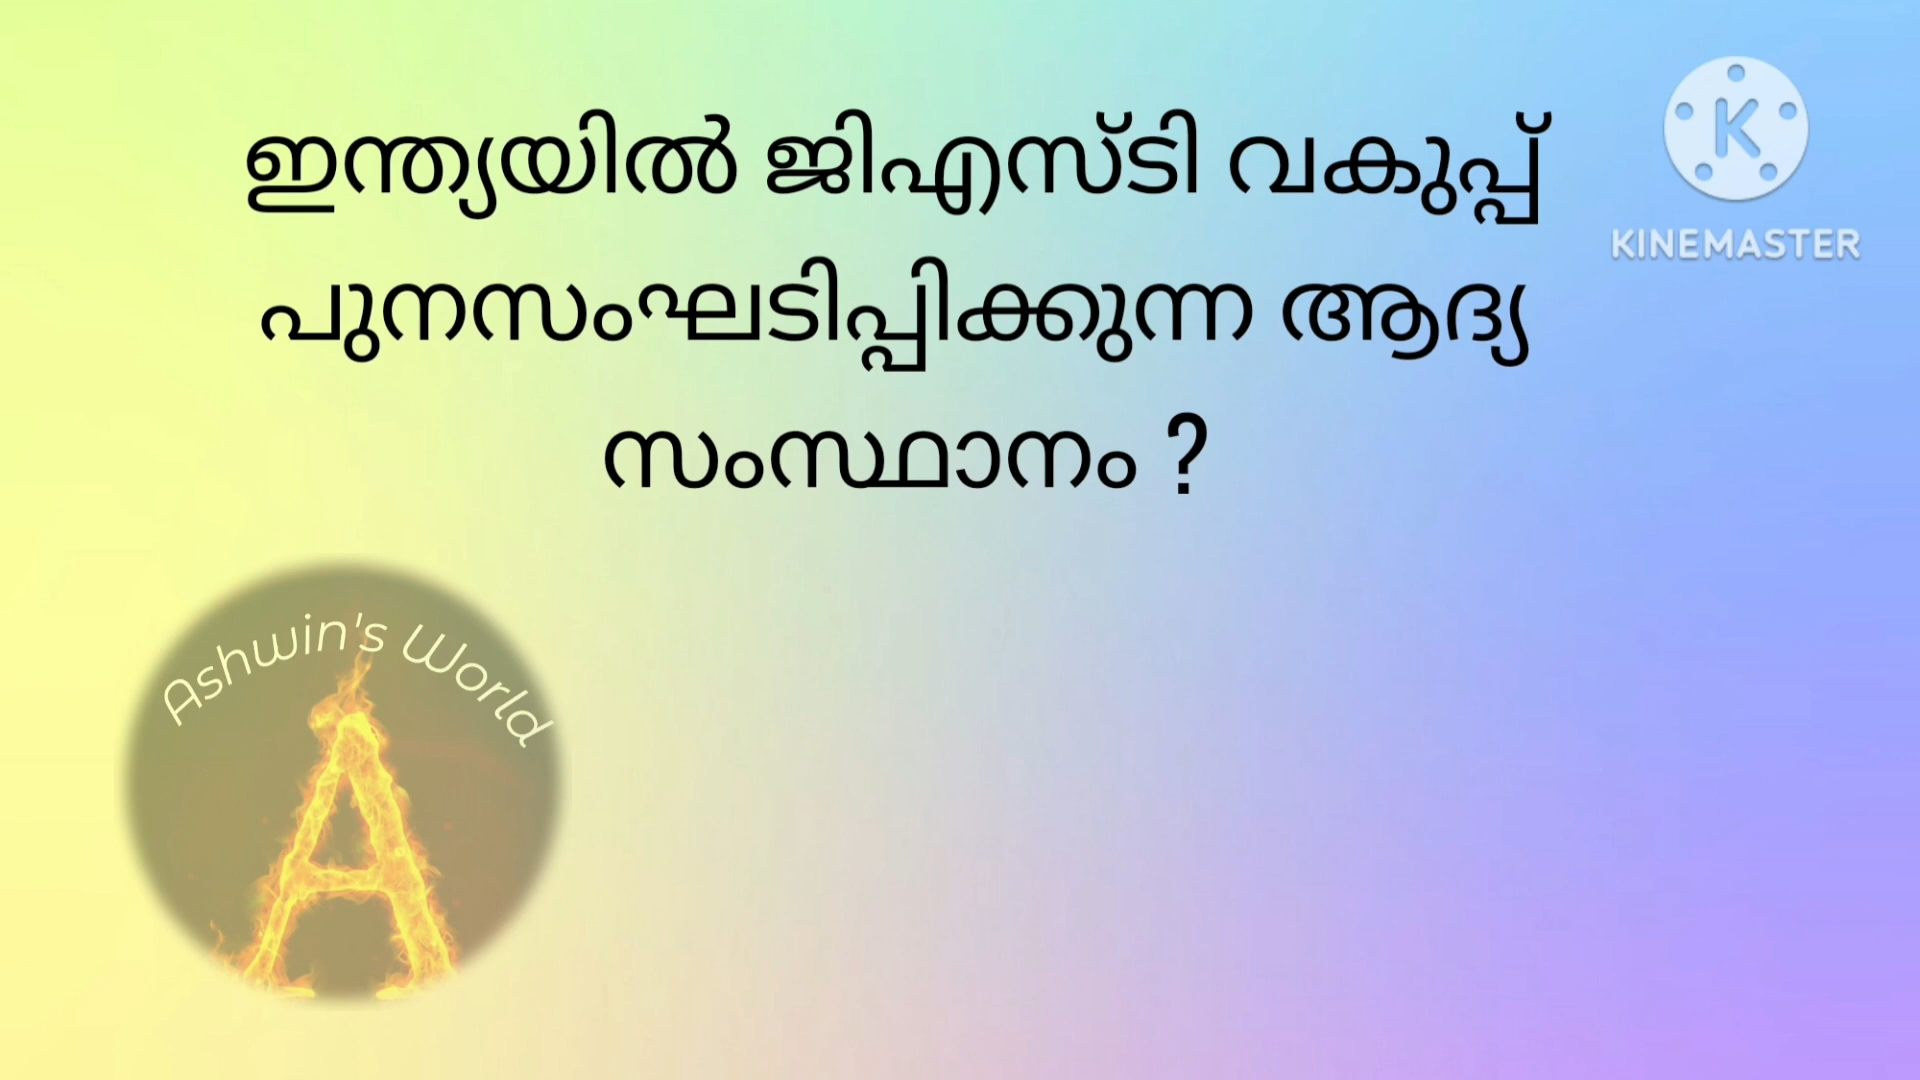 ഇന്ത്യയിൽ ജിഎസ്ടി വകുപ്പ്
പുനസംഘടിപ്പിക്കുന്ന ആദ്യ
സംസ്ഥാനം ?
K
KINEMASTER
Ashwin's World
A